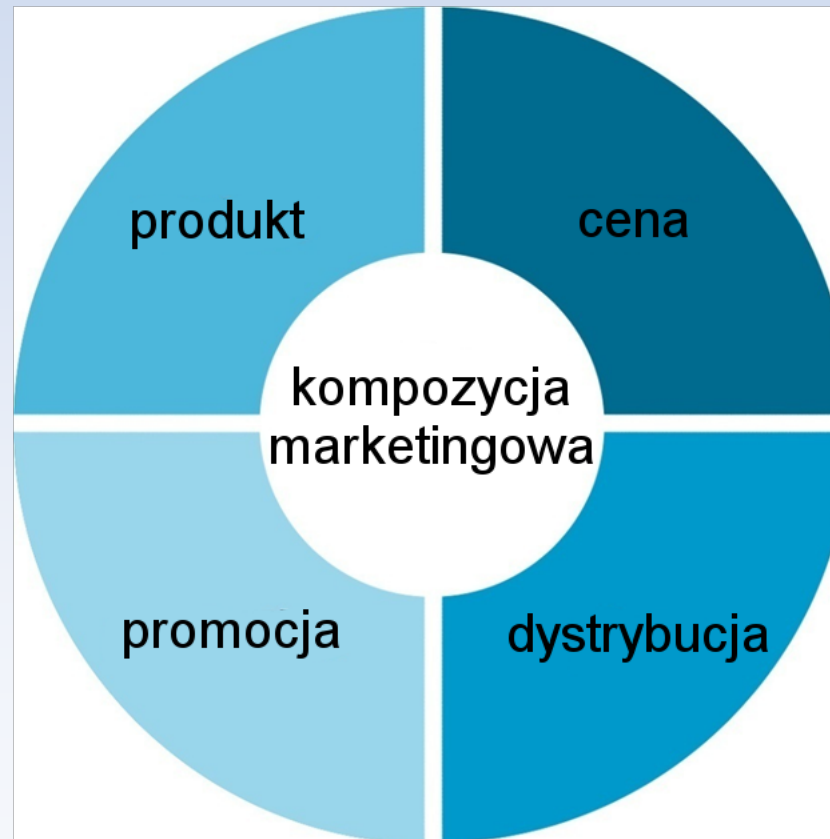 produkt
cena
kompozycja
marketingowa
promocja
dystrybucja